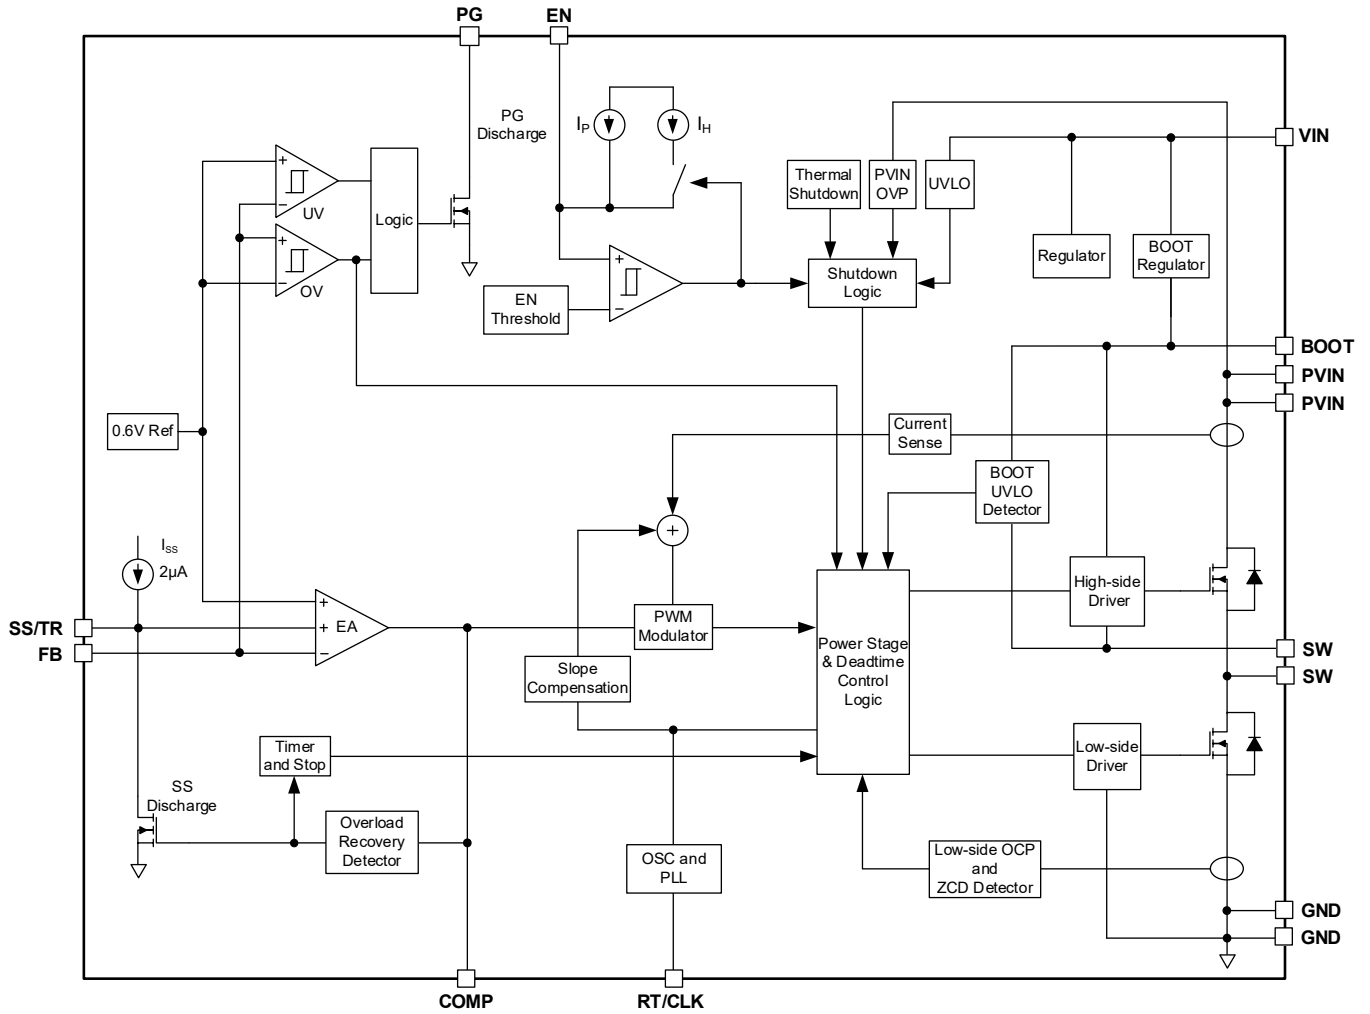 PG
EN
PG
Discharge
IP
IH
VIN
+
−
UV
Logic
Thermal
Shutdown
PVIN
OVP
UVLO
+
−
OV
Regulator
BOOT
Regulator
+
−
EN
Threshold
Shutdown
Logic
BOOT
PVIN
PVIN
0.6V Ref
Current
Sense
BOOT
UVLO
Detector
+
ISS
2µA
High-side
Driver
SS/TR
FB
+
+
−
EA
PWM
Modulator
Power Stage
& Deadtime
Control
Logic
SW
SW
Slope
Compensation
Timer
and Stop
Low-side
Driver
SS
Discharge
Overload
Recovery
Detector
OSC and
PLL
Low-side OCP
and
ZCD Detector
GND
GND
COMP
RT/CLK